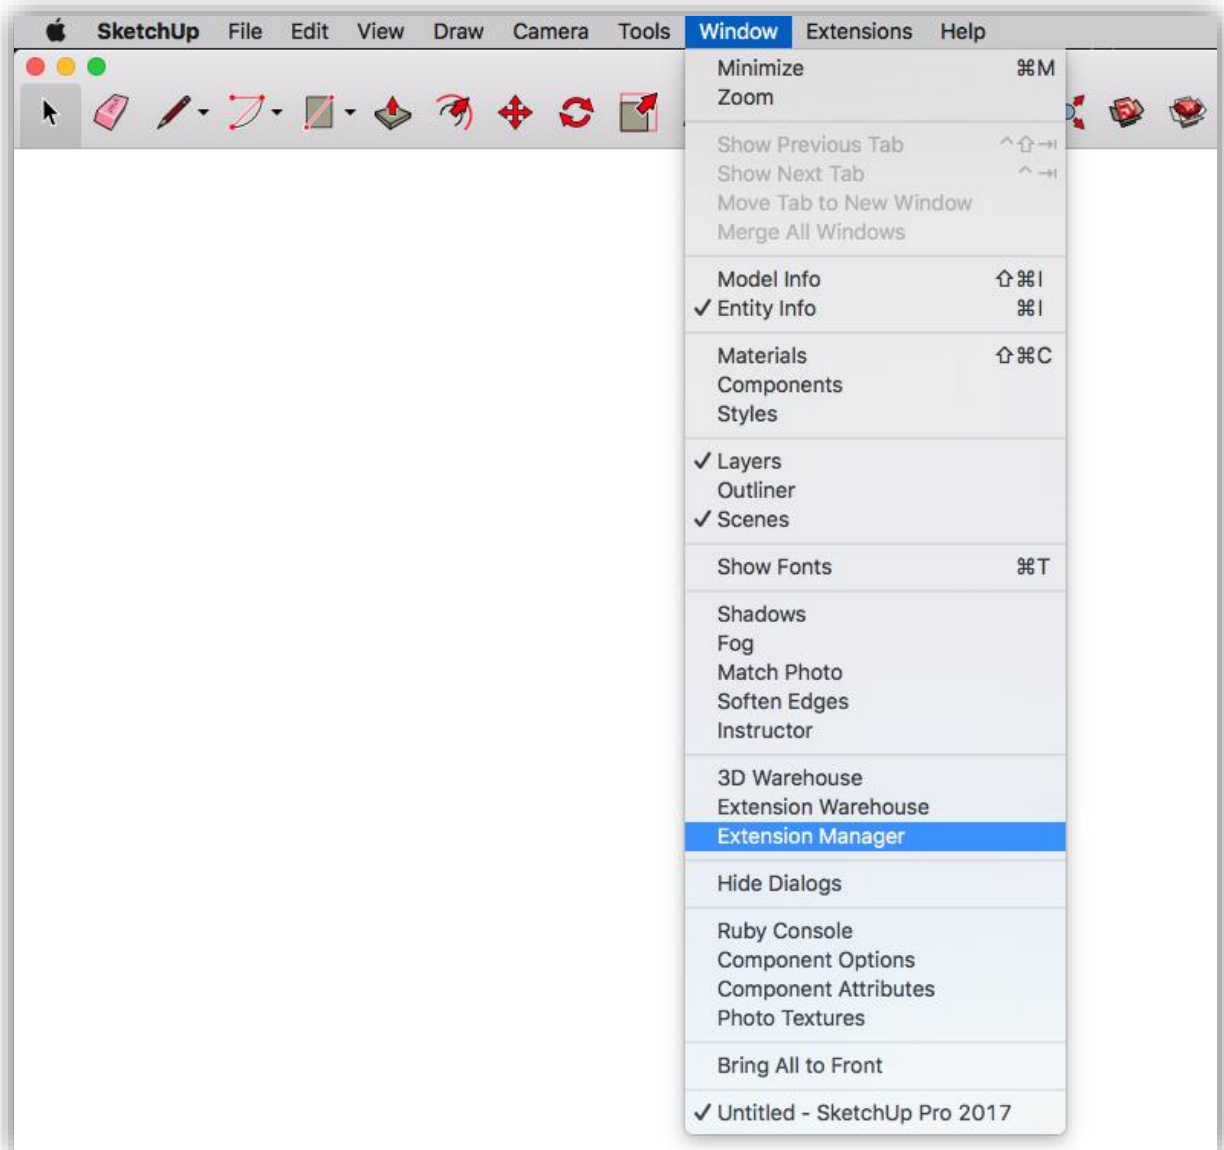 SketchUp File Edit View Draw Camera Tools Window Extensions Help
Minimize ⌘M
Zoom
Show Previous Tab ^⇧⇥
Show Next Tab ^⇥
Move Tab to New Window
Merge All Windows
Model Info ⇧⌘I
✓ Entity Info ⌘I
Materials ⇧⌘C
Components
Styles
✓ Layers
Outliner
✓ Scenes
Show Fonts ⌘T
Shadows
Fog
Match Photo
Soften Edges
Instructor
3D Warehouse
Extension Warehouse
Extension Manager
Hide Dialogs
Ruby Console
Component Options
Component Attributes
Photo Textures
Bring All to Front
✓ Untitled - SketchUp Pro 2017